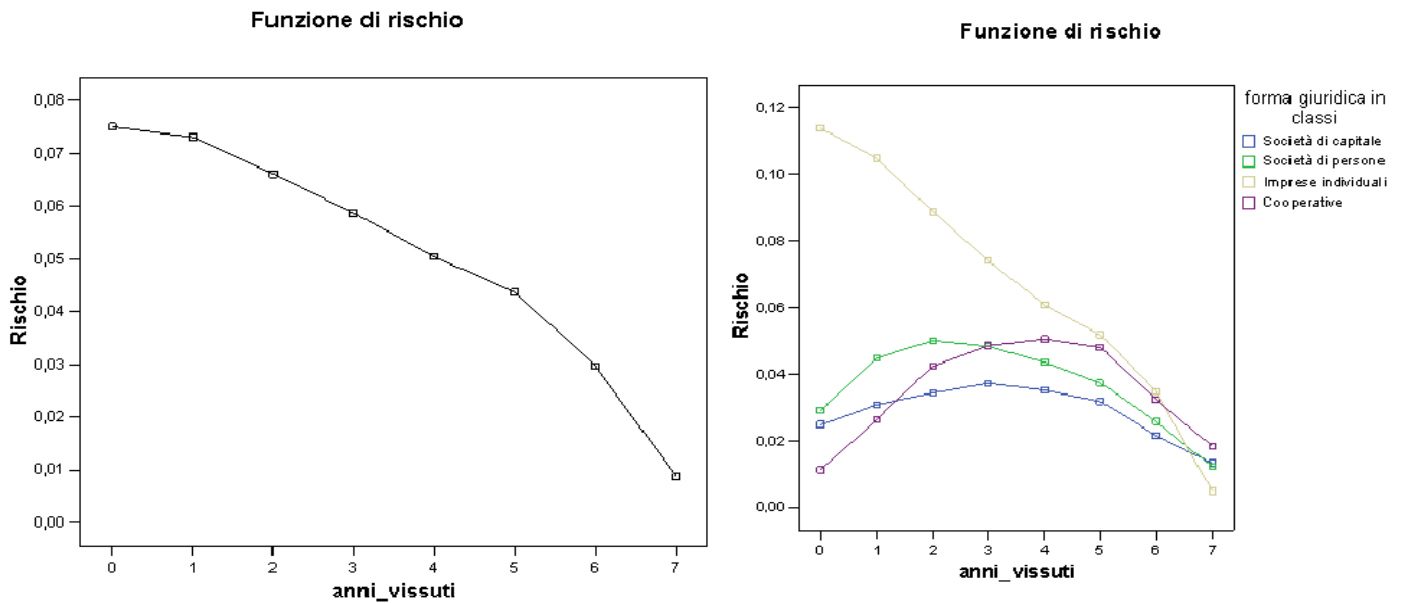 Funzione di rischio
0,08
0,07
0,06
0,05
0,04
0,03
0,02
0,01
0,00
Rischio
0 1 2 3 4 5 6 7
anni_vissuti
Funzione di rischio
0,12
0,10
0,08
0,06
0,04
0,02
0,00
Rischio
0 1 2 3 4 5 6 7
anni_vissuti
forma giuridica in
classi
Società di capitale
Società di persone
Imprese individuali
Cooperative